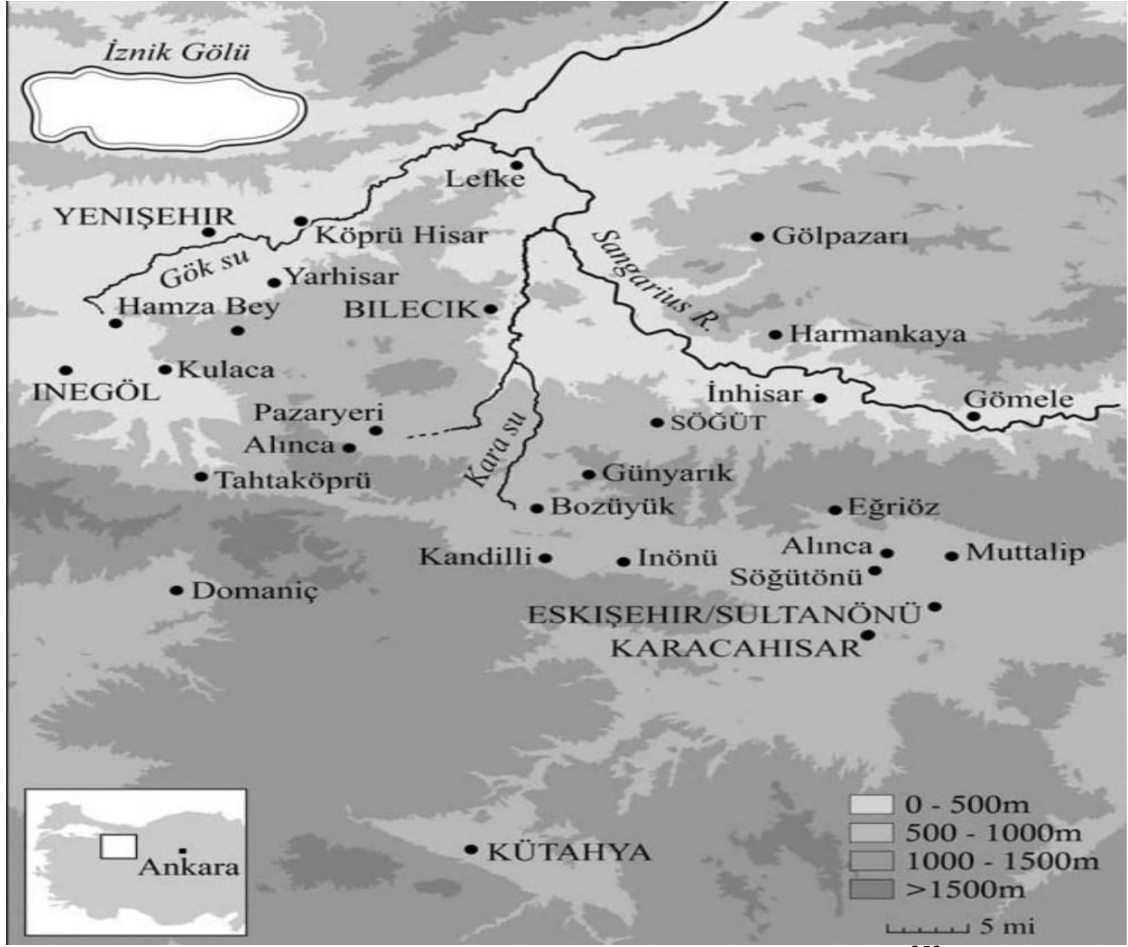 İznik Gölü
Lefke
YENIŞEHIR
Köprü Hisar
Gölpazarı
Sangarius R.
Gök su
Yarhisar
Hamza Bey
BILECIK
Harmankaya
Kulaca
INEGÖL
İnhisar
Gömele
Pazaryeri
SÖĞÜT
Alınca
Kara su
Tahtaköprü
Günyarık
Bozüyük
Eğriöz
Kandilli
Inönü
Alınca
Muttalip
Söğütönü
Domaniç
ESKIŞEHIR/SULTANÖNÜ
KARACAHISAR
0 - 500m
500 - 1000m
1000 - 1500m
>1500m
KÜTAHYA
Ankara
5 mi